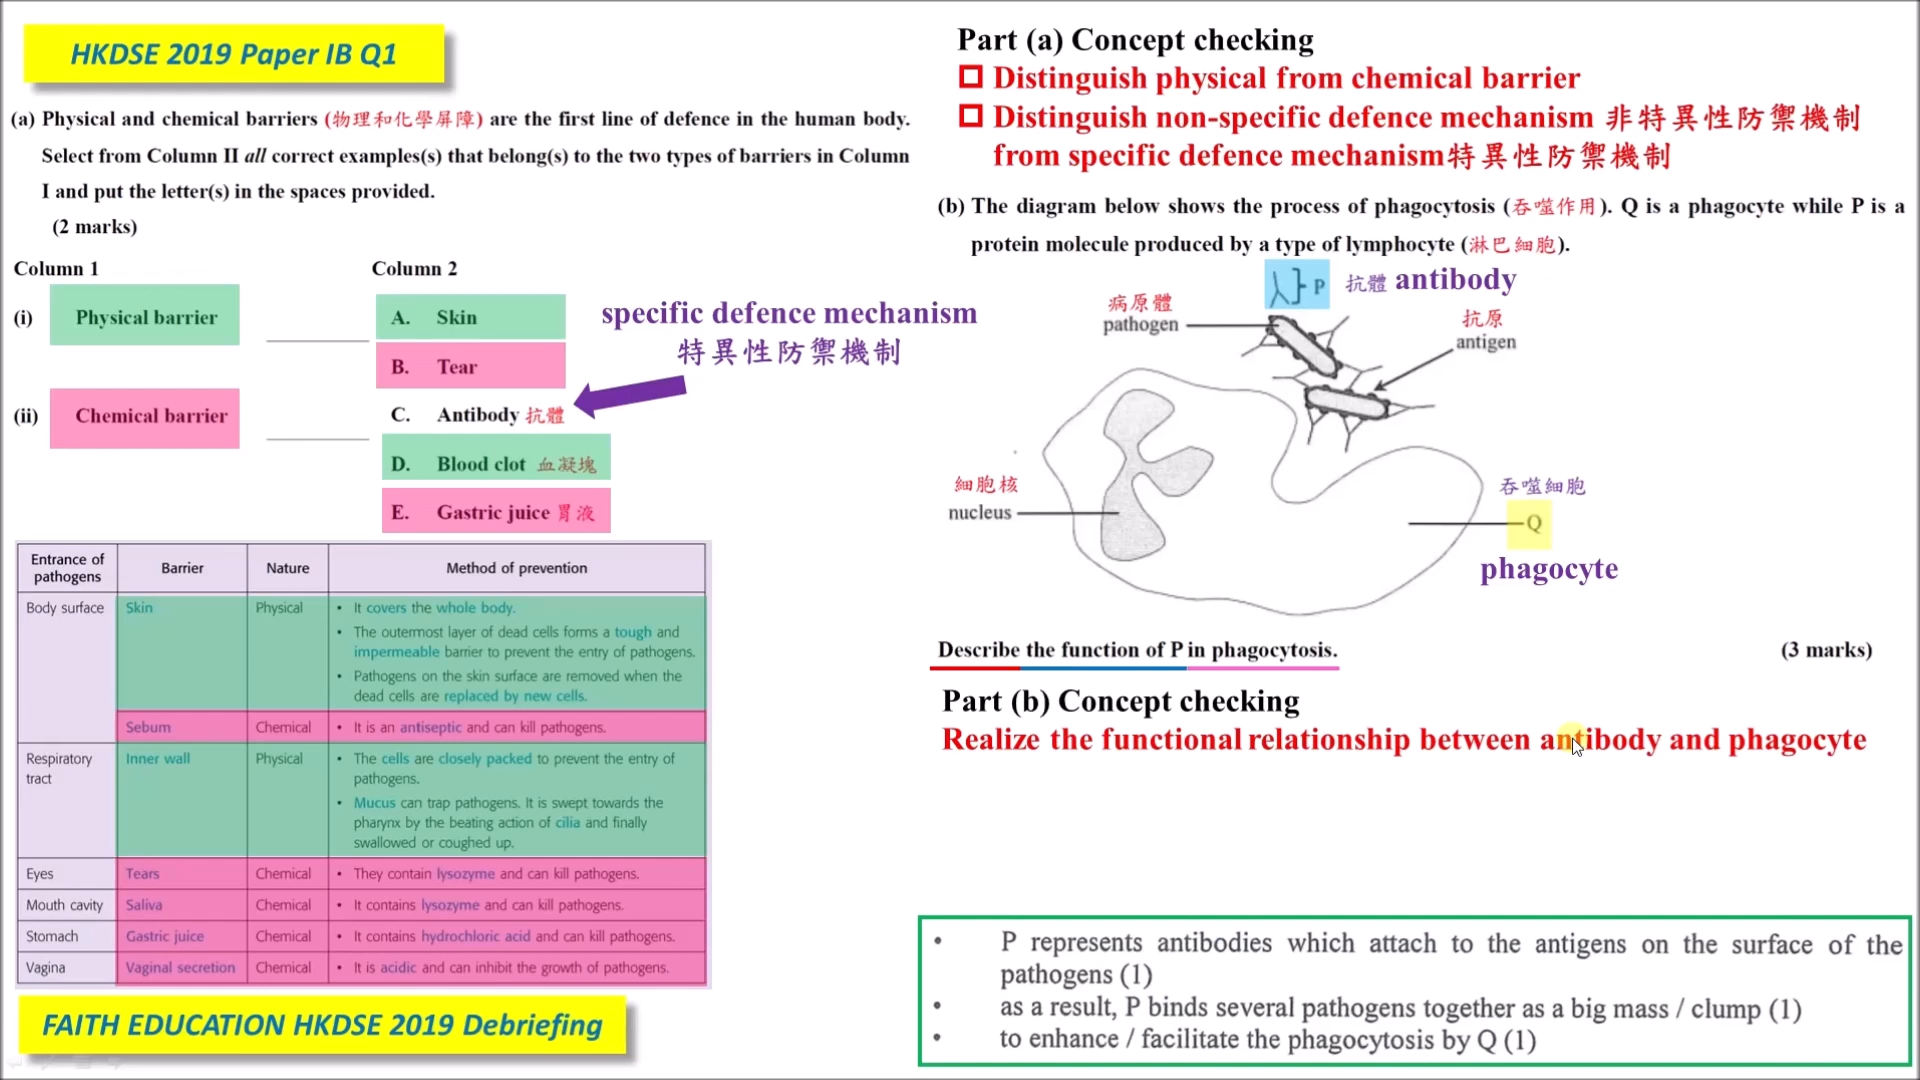 HKDSE 2019 Paper IB Q1
(a) Physical and chemical barriers (物理和化學屏障) are the first line of defence in the human body.
Select from Column II all correct examples(s) that belong(s) to the two types of barriers in Column
I and put the letter(s) in the spaces provided.
(2 marks)
Column 1 Column 2
(i) Physical barrier
A. Skin
B. Tear
(ii) Chemical barrier
C. Antibody 抗體
D. Blood clot 血凝塊
E. Gastric juice 胃液
specific defence mechanism
特異性防禦機制
Entrance of pathogens Barrier Nature Method of prevention
Body surface Skin Physical • It covers the whole body.
• The outermost layer of dead cells forms a tough and
impermeable barrier to prevent the entry of pathogens.
• Pathogens on the skin surface are removed when the
dead cells are replaced by new cells.
Sebum Chemical • It is an antiseptic and can kill pathogens.
Respiratory tract Inner wall Physical • The cells are closely packed to prevent the entry of
pathogens.
• Mucus can trap pathogens. It is swept towards the
pharynx by the beating action of cilia and finally
swallowed or coughed up.
Eyes Tears Chemical • They contain lysozyme and can kill pathogens.
Mouth cavity Saliva Chemical • It contains lysozyme and can kill pathogens.
Stomach Gastric juice Chemical • It contains hydrochloric acid and can kill pathogens.
Vagina Vaginal secretion Chemical • It is acidic and can inhibit the growth of pathogens.
FAITH EDUCATION HKDSE 2019 Debriefing
Part (a) Concept checking
Distinguish physical from chemical barrier
Distinguish non-specific defence mechanism 非特異性防禦機制
from specific defence mechanism特異性防禦機制
(b) The diagram below shows the process of phagocytosis (吞噬作用). Q is a phagocyte while P is a
protein molecule produced by a type of lymphocyte (淋巴細胞).
P 抗體 antibody
病原體
pathogen
抗原
antigen
細胞核
nucleus
吞噬細胞
Q
phagocyte
Describe the function of P in phagocytosis. (3 marks)
Part (b) Concept checking
Realize the functional relationship between antibody and phagocyte
• P represents antibodies which attach to the antigens on the surface of the
pathogens (1)
• as a result, P binds several pathogens together as a big mass / clump (1)
• to enhance / facilitate the phagocytosis by Q (1)